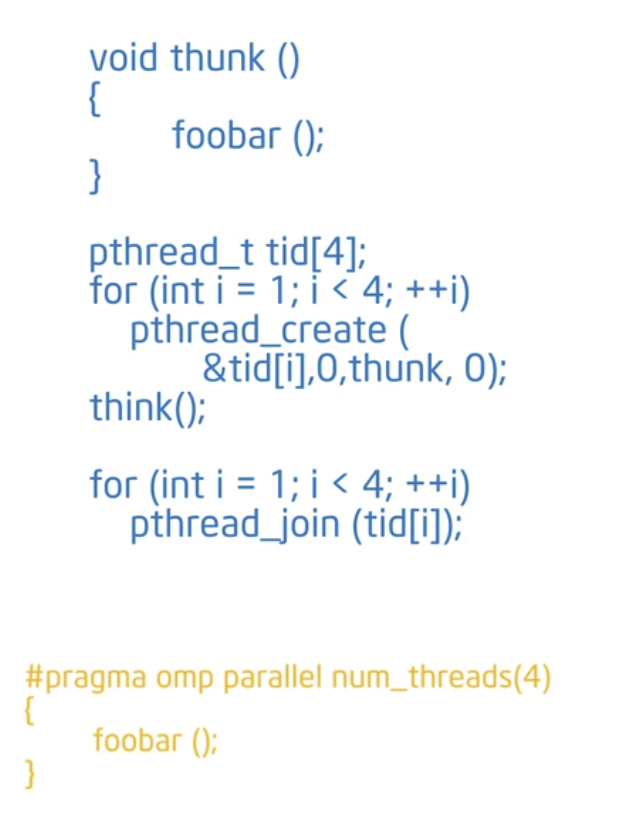 void thunk ()
{
foobar ();
}
pthread_t tid[4];
for (int i = 1; i < 4; ++i)
pthread_create (
&tid[i],0,thunk, 0);
think();
for (int i = 1; i < 4; ++i)
pthread_join (tid[i]);
#pragma omp parallel num_threads(4)
{
foobar ();
}